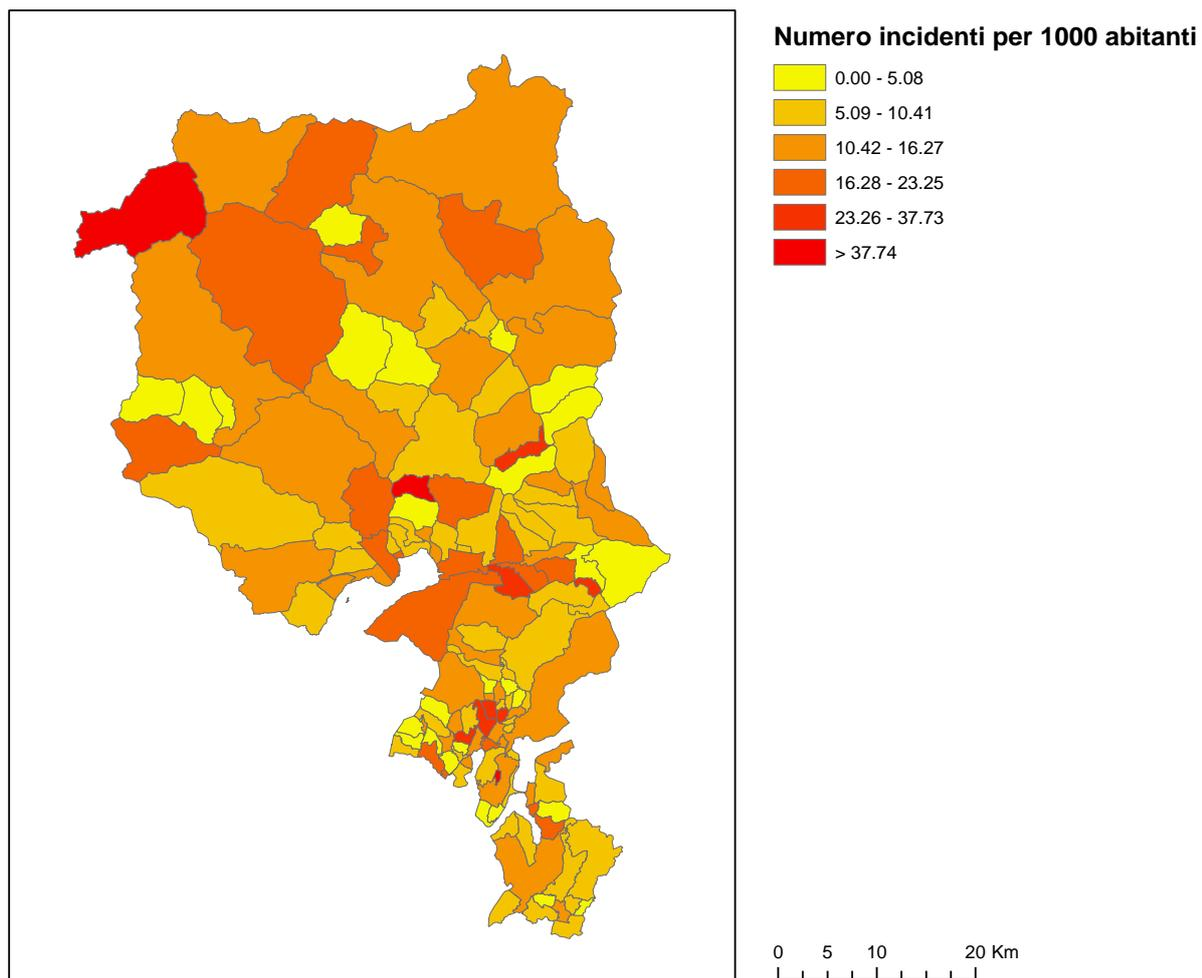 Numero incidenti per 1000 abitanti
0.00 - 5.08
5.09 - 10.41
10.42 - 16.27
16.28 - 23.25
23.26 - 37.73
> 37.74
0 5 10 20 Km